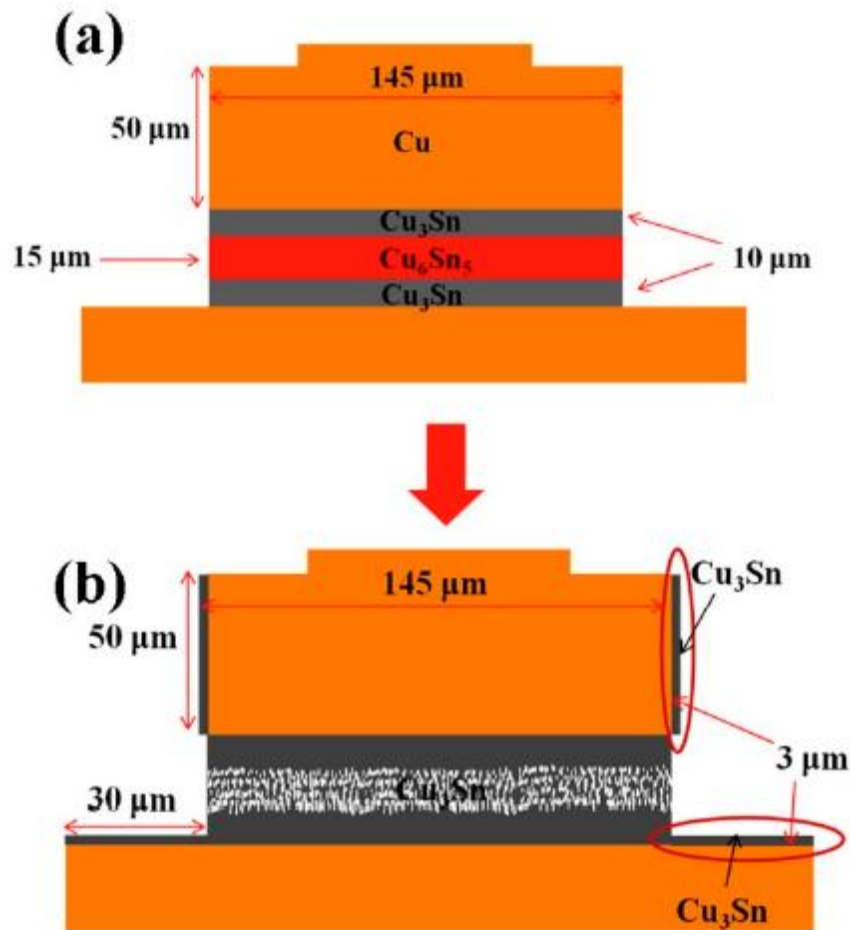 (a)
145 μm
50 μm
Cu
Cu₃Sn
15 μm
Cu₆Sn₅
10 μm
Cu₃Sn
(b)
Cu₃Sn
145 μm
50 μm
3 μm
Cu₃Sn
30 μm
Cu₃Sn